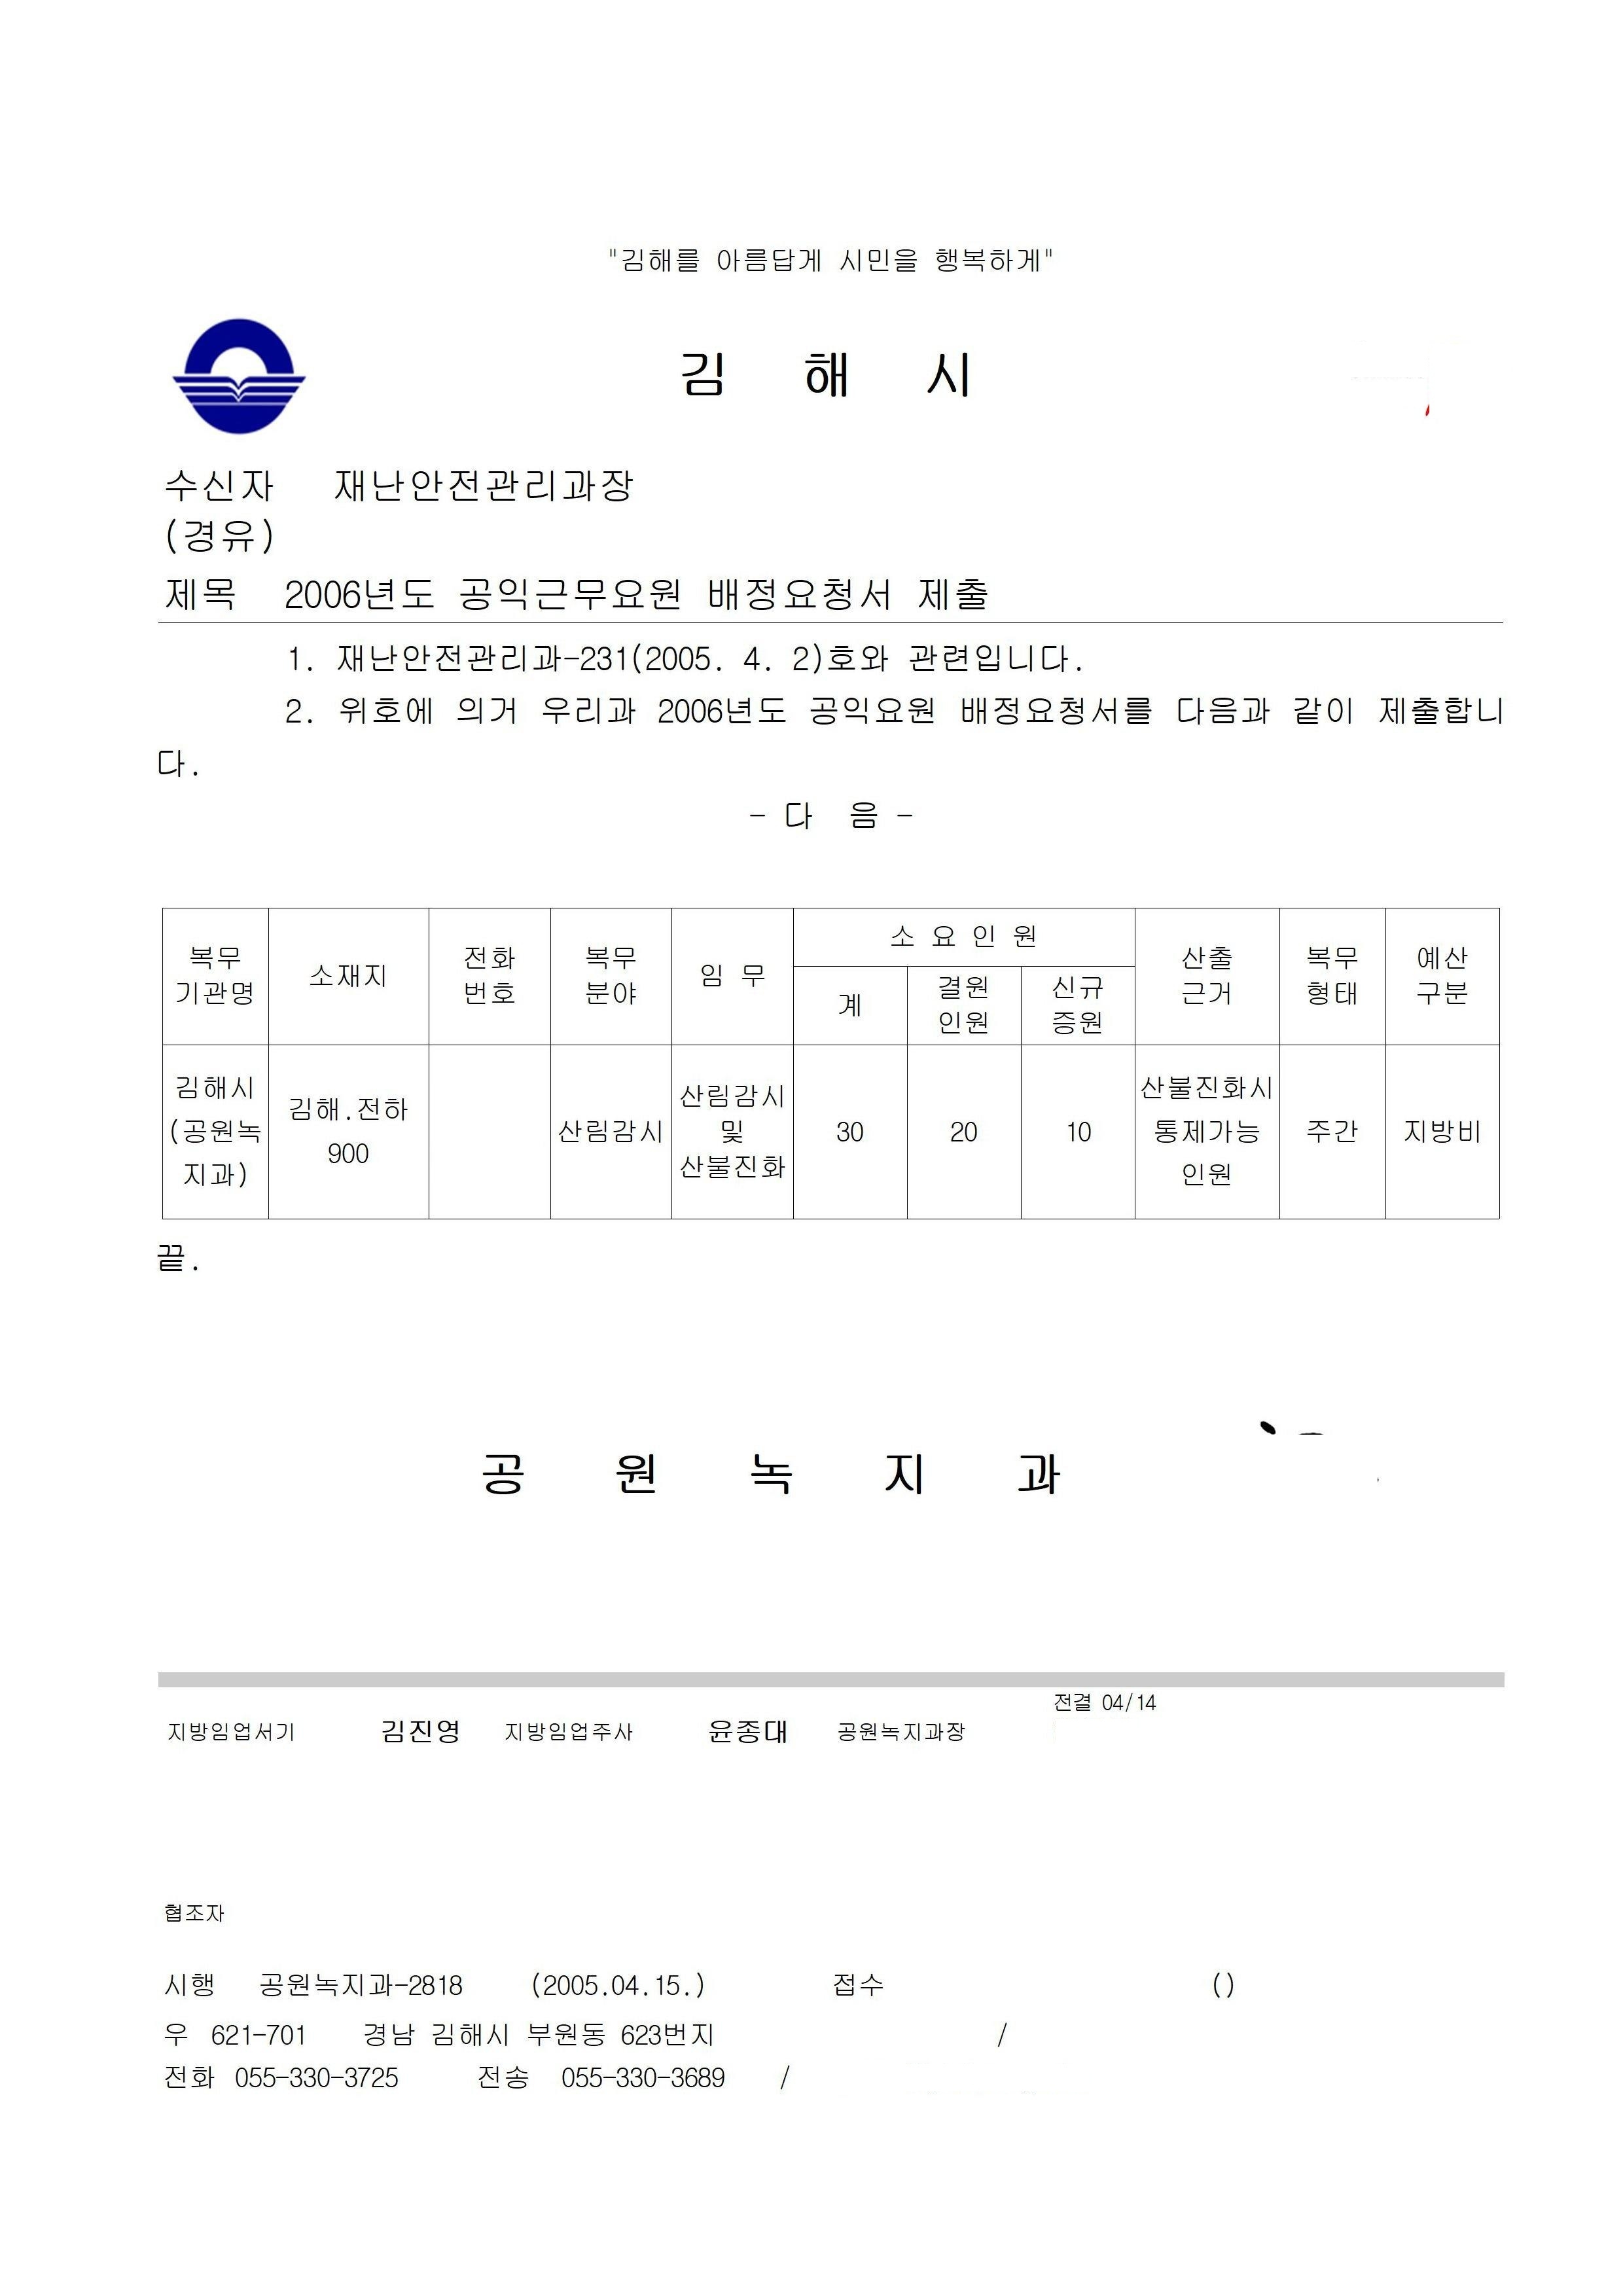 "김해를 아름답게 시민을 행복하게"
김 해 시
수신자 재난안전관리과장
(경유)
제목 2006년도 공익근무요원 배정요청서 제출
1. 재난안전관리과-231(2005. 4. 2)호와 관련입니다.
2. 위호에 의거 우리과 2006년도 공익요원 배정요청서를 다음과 같이 제출합니
다.
- 다 음 -
복무 기관명 소재지 전화 번호 복무 분야 임 무 소 요 인 원 산출 근거 복무 형태 예산 구분
계 결원 인원 신규 증원
김해시 (공원녹 지과) 김해.전하 900 산림감시 산림감시 및 산불진화 30 20 10 산불진화시 통제가능 인원 주간 지방비
끝.
공 원 녹 지 과
전결 04/14
지방임업서기 김진영 지방임업주사 윤종대 공원녹지과장
협조자
시행 공원녹지과-2818 (2005.04.15.) 접수 ()
우 621-701 경남 김해시 부원동 623번지 /
전화 055-330-3725 전송 055-330-3689 /